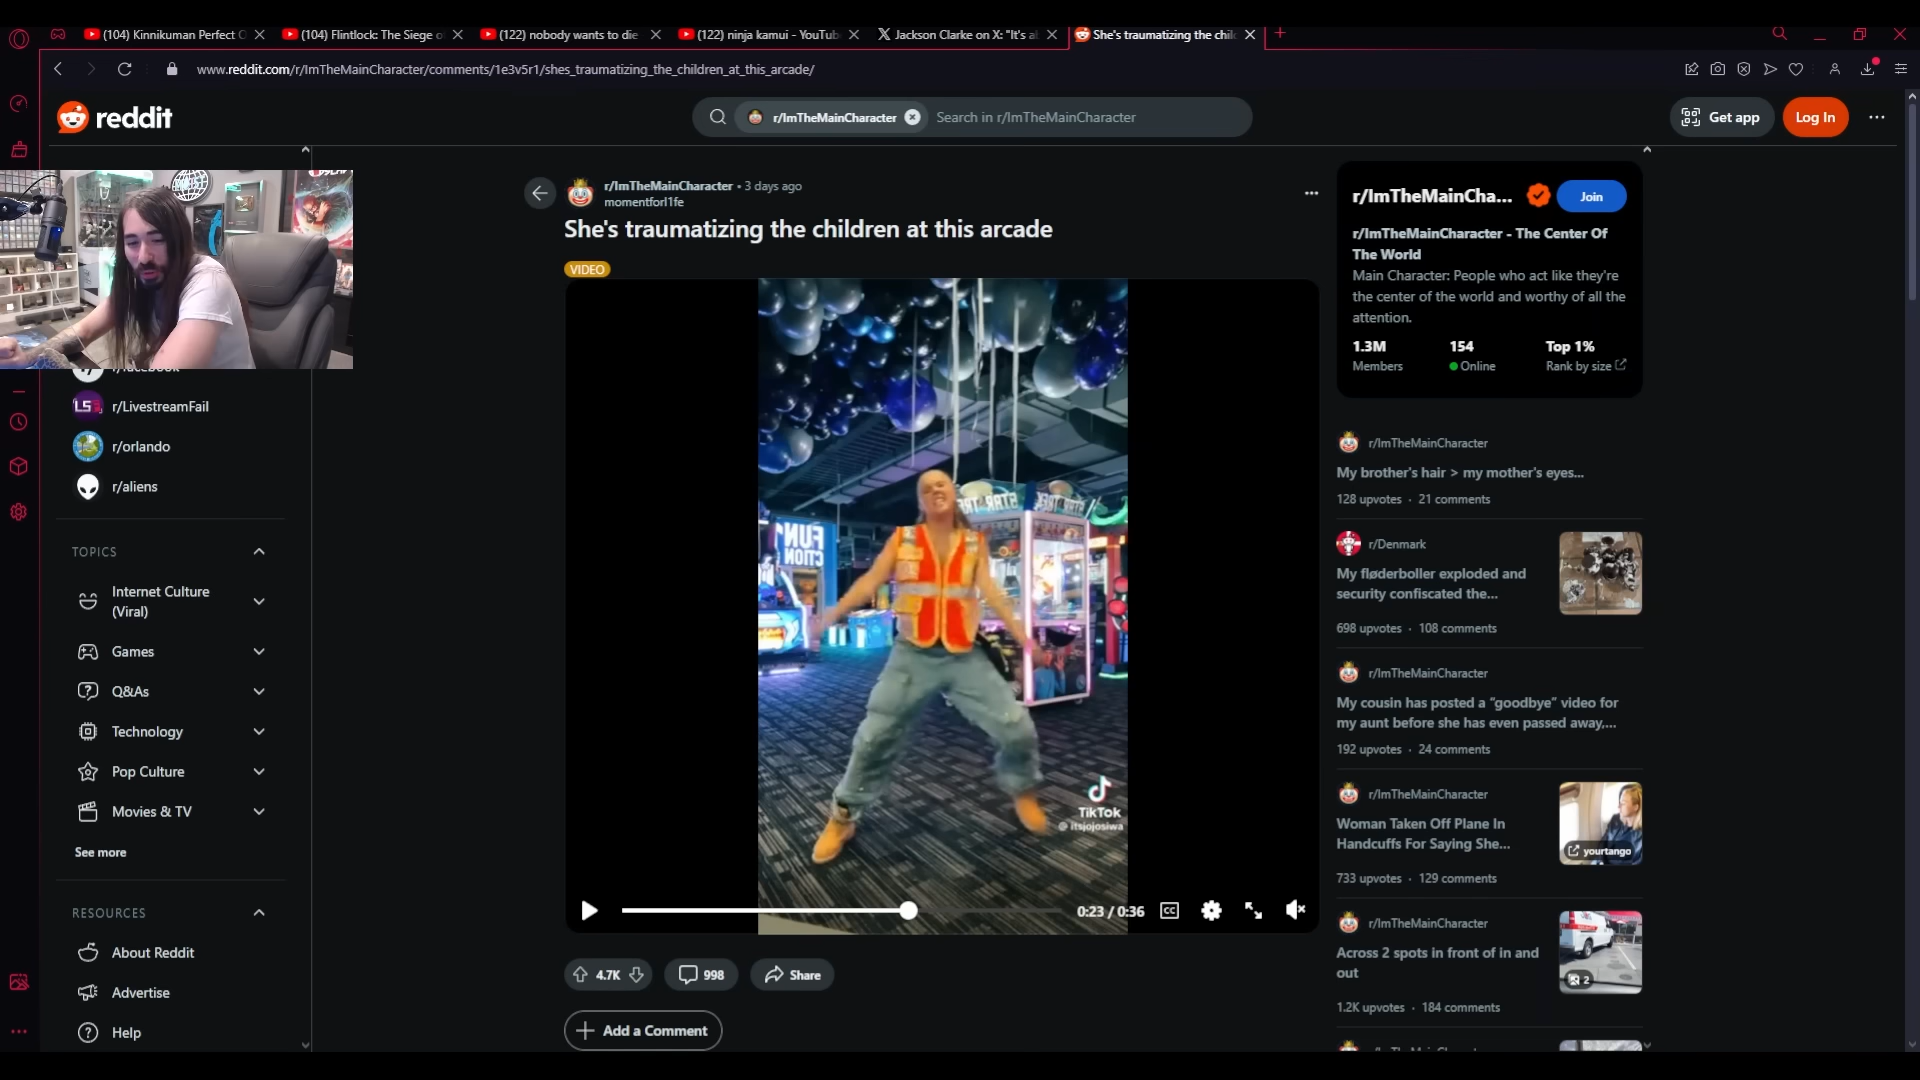 (104) Kinnikuman Perfect O
(104) Flintlock: The Siege of
(122) nobody wants to die
(122) ninja kamui - YouTub
Jackson Clarke on X: "It's al
She's traumatizing the chil
www.reddit.com/r/ImTheMainCharacter/comments/1e3v5r1/shes_traumatizing_the_children_at_this_arcade/
reddit
r/ImTheMainCharacter
Search in r/ImTheMainCharacter
Get app
Log In
r/facebook
r/LivestreamFail
r/orlando
r/aliens
TOPICS
Internet Culture
(Viral)
Games
Q&As
Technology
Pop Culture
Movies & TV
See more
RESOURCES
About Reddit
Advertise
Help
r/ImTheMainCharacter • 3 days ago
momentforl1fe
She's traumatizing the children at this arcade
VIDEO
FUN
CTION
STAR TRE
TikTok
@itsjojosiwa
0:23 / 0:36
CC
4.7K
998
Share
Add a Comment
r/ImTheMainCha...
Join
r/ImTheMainCharacter - The Center Of
The World
Main Character: People who act like they're
the center of the world and worthy of all the
attention.
1.3M
Members
154
Online
Top 1%
Rank by size
r/ImTheMainCharacter
My brother's hair > my mother's eyes...
128 upvotes · 21 comments
r/Denmark
My fløderboller exploded and
security confiscated the...
698 upvotes · 108 comments
r/ImTheMainCharacter
My cousin has posted a “goodbye” video for
my aunt before she has even passed away,...
192 upvotes · 24 comments
r/ImTheMainCharacter
Woman Taken Off Plane In
Handcuffs For Saying She...
yourtango
733 upvotes · 129 comments
r/ImTheMainCharacter
Across 2 spots in front of in and
out
2
1.2K upvotes · 184 comments